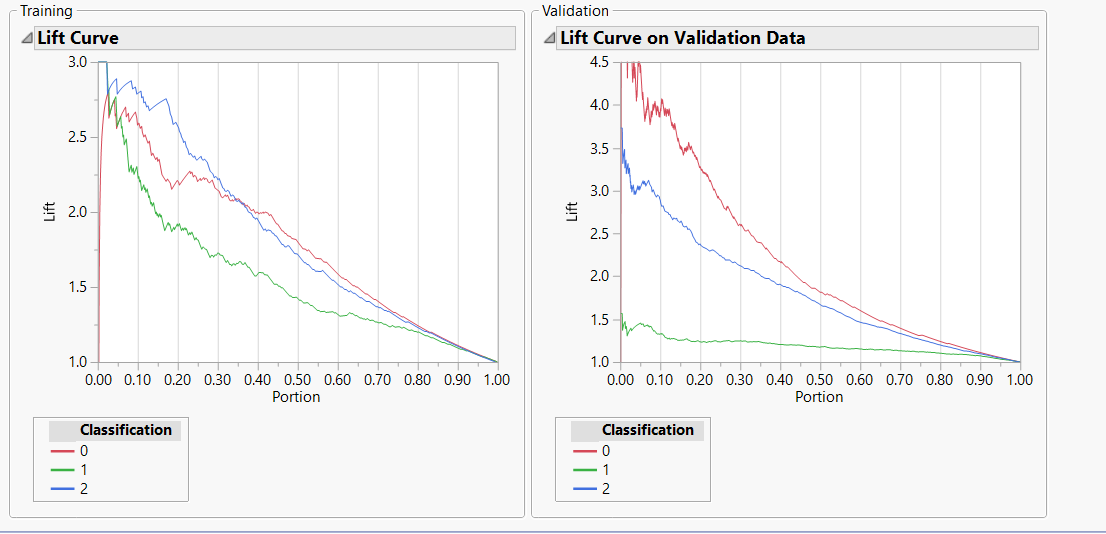 Training
Lift Curve
3.0
2.5
2.0
1.5
1.0
Lift
0.00 0.10 0.20 0.30 0.40 0.50 0.60 0.70 0.80 0.90 1.00
Portion
Classification
0
1
2
Validation
Lift Curve on Validation Data
4.5
4.0
3.5
3.0
2.5
2.0
1.5
1.0
Lift
0.00 0.10 0.20 0.30 0.40 0.50 0.60 0.70 0.80 0.90 1.00
Portion
Classification
0
1
2